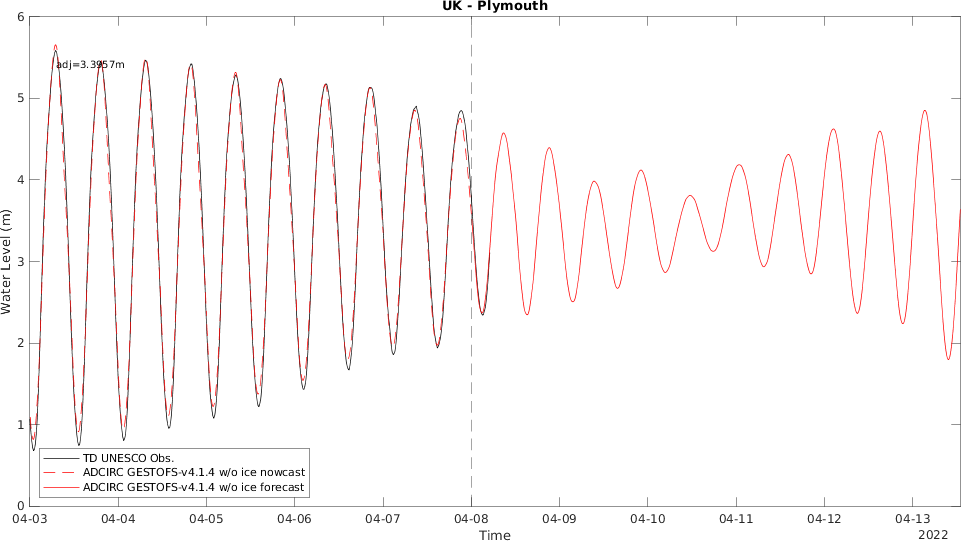 UK - Plymouth
6
adj=3.3957m
5
4
3
2
1
0
Water Level (m)
TD UNESCO Obs.
ADCIRC GESTOFS-v4.1.4 w/o ice nowcast
ADCIRC GESTOFS-v4.1.4 w/o ice forecast
04-03 04-04 04-05 04-06 04-07 04-08 04-09 04-10 04-11 04-12 04-13
Time
2022